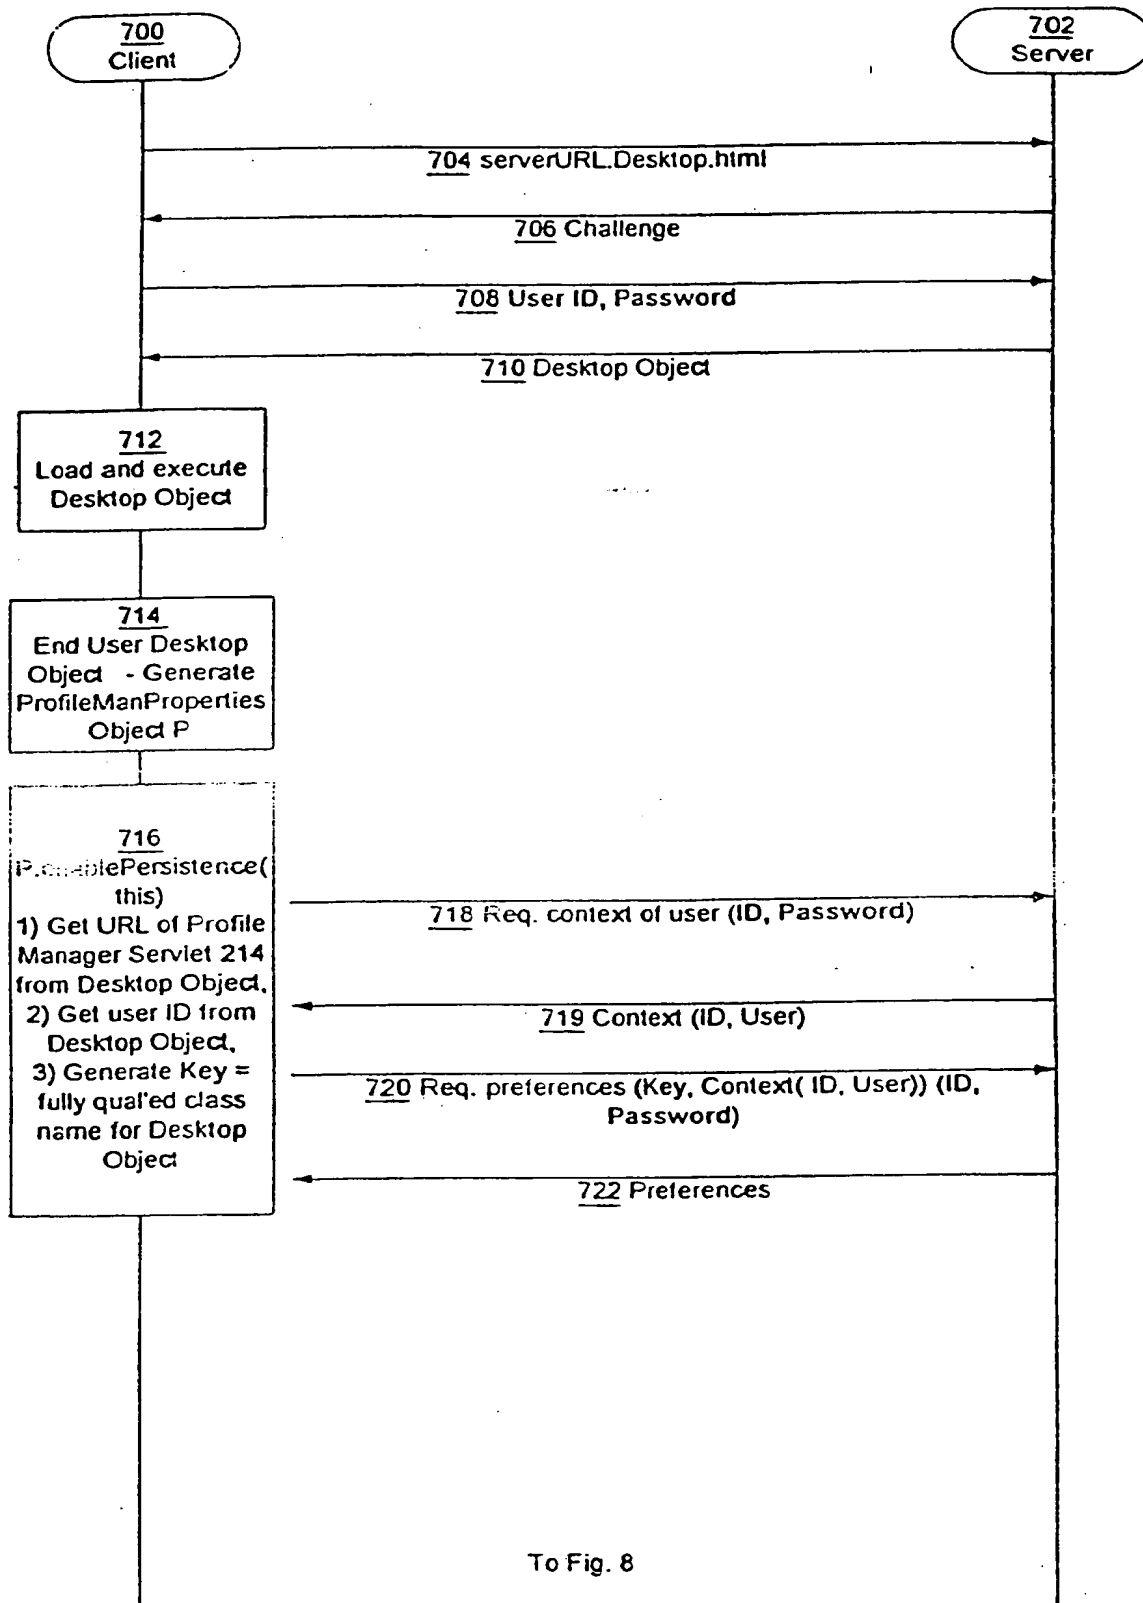 700
Client
702
Server
704 serverURL.Desktop.html
706 Challenge
708 User ID, Password
710 Desktop Object
712
Load and execute
Desktop Object
714
End User Desktop
Object - Generate
ProfileManProperties
Object P
716
P.enablePersistence(
this)
1) Get URL of Profile
Manager Servlet 214
from Desktop Object,
2) Get user ID from
Desktop Object,
3) Generate Key =
fully qual'ed class
name for Desktop
Object
718 Req. context of user (ID, Password)
719 Context (ID, User)
720 Req. preferences (Key, Context( ID, User)) (ID,
Password)
722 Preferences
To Fig. 8